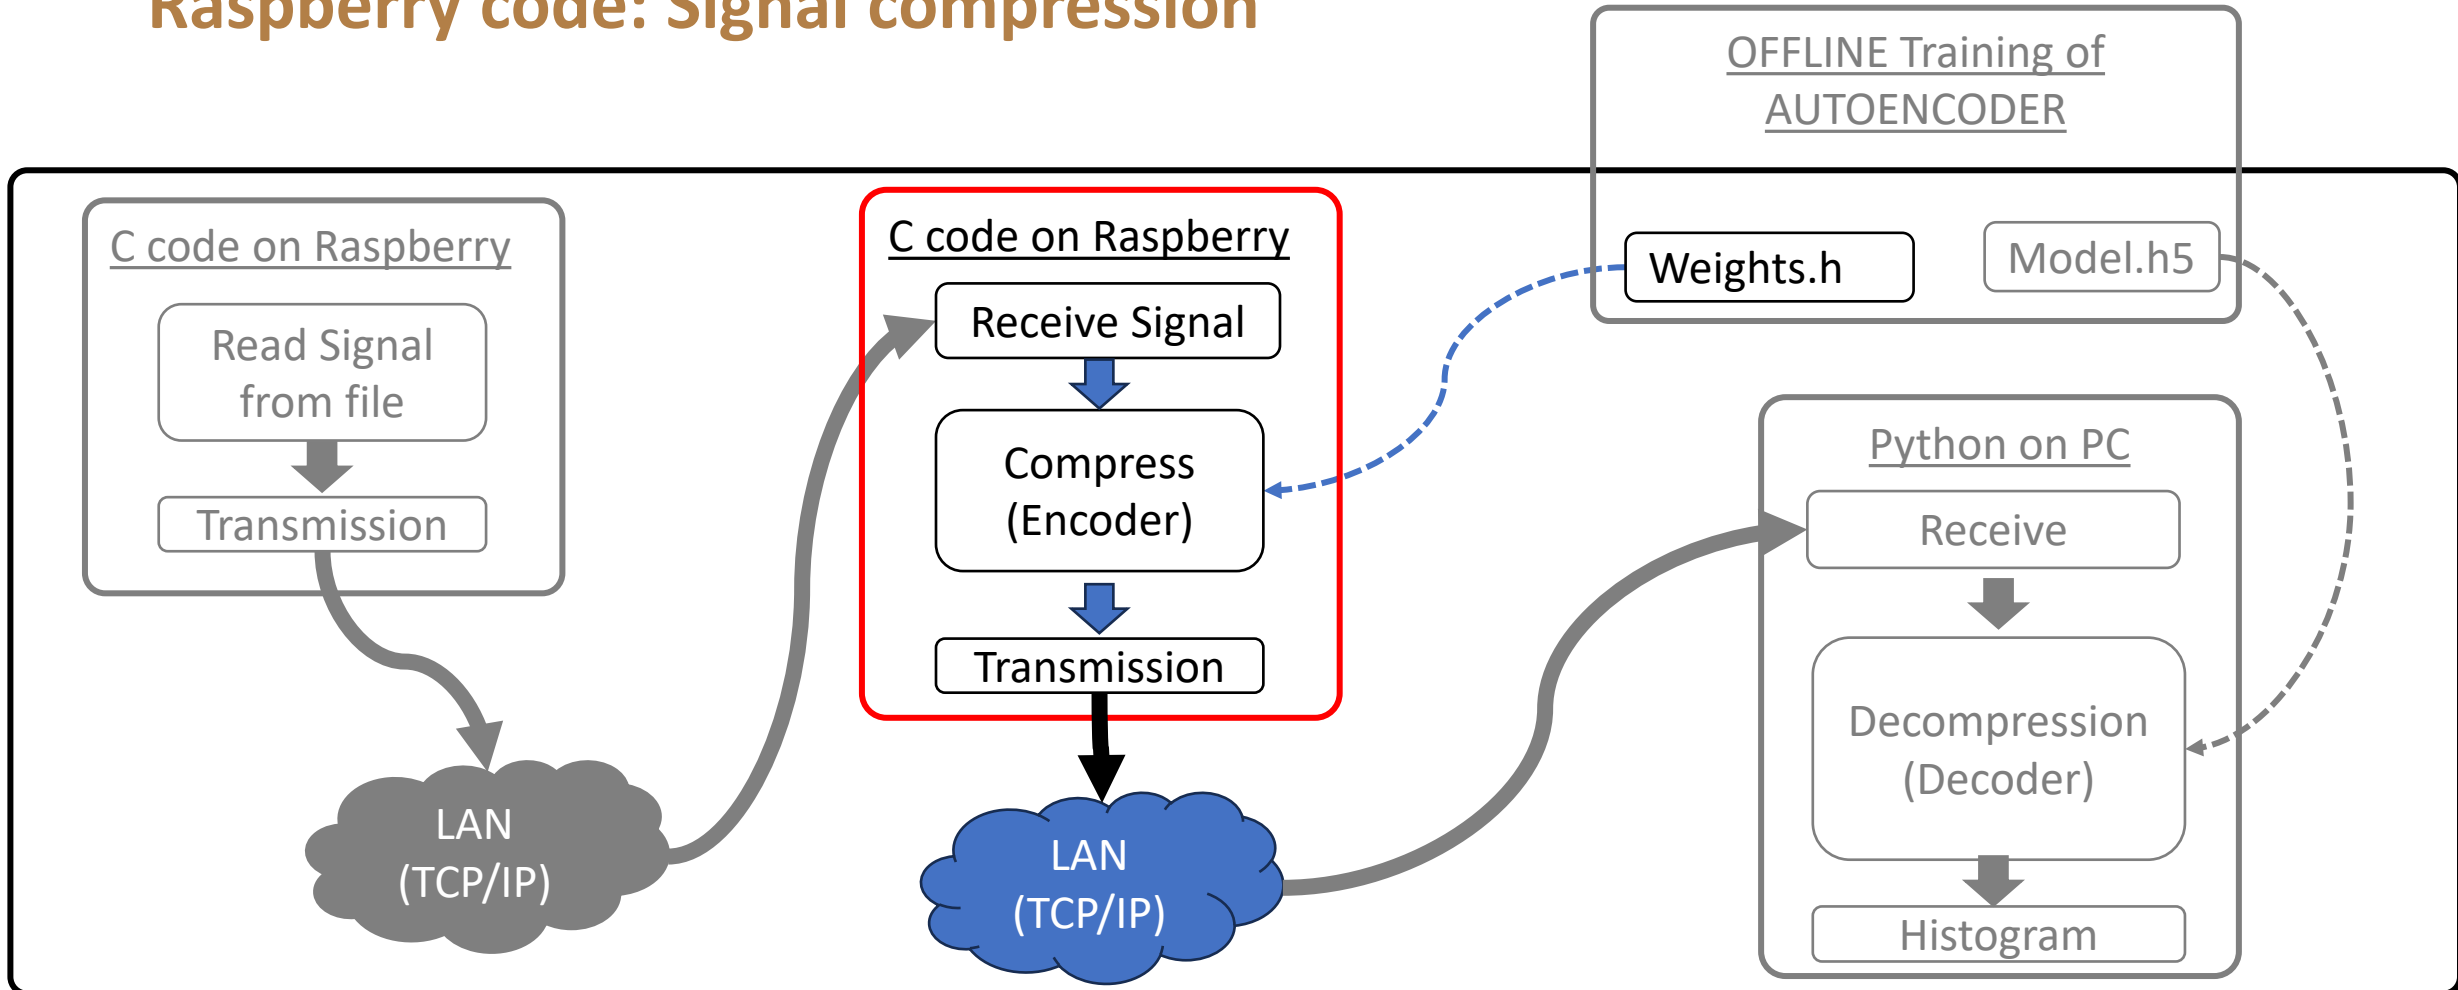 Raspberry code: Signal compression
OFFLINE Training of
AUTOENCODER
Weights.h
Model.h5
C code on Raspberry
Read Signal
from file
Transmission
LAN
(TCP/IP)
C code on Raspberry
Receive Signal
Compress
(Encoder)
Transmission
LAN
(TCP/IP)
Python on PC
Receive
Decompression
(Decoder)
Histogram